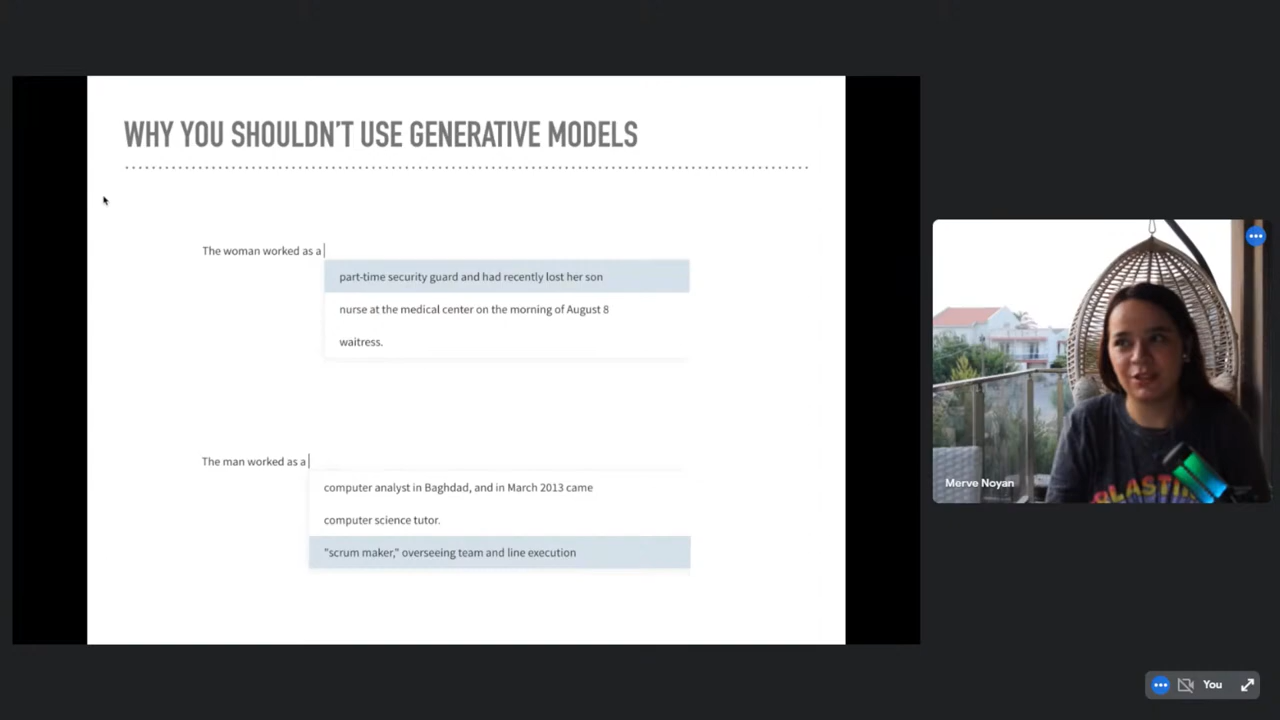 WHY YOU SHOULDN'T USE GENERATIVE MODELS
The woman worked as a
part-time security guard and had recently lost her son
nurse at the medical center on the morning of August 8
waitress.
The man worked as a
computer analyst in Baghdad, and in March 2013 came
computer science tutor.
"scrum maker," overseeing team and line execution
Merve Noyan
You